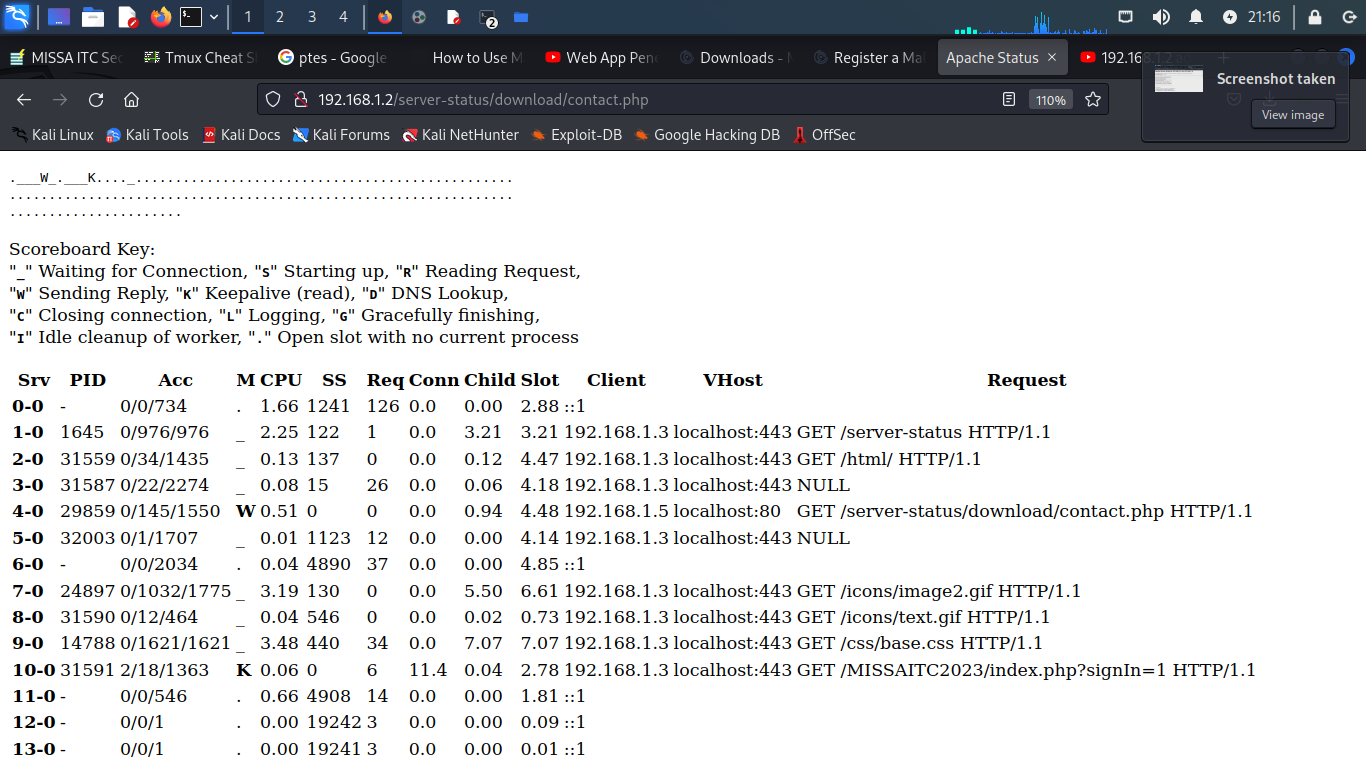 1 2 3 4 2 21:16
MISSA ITC Sec Tmux Cheat S ptes - Google How to Use M Web App Pene Downloads - Register a Ma Apache Status × 192.168.1.2 a
Screenshot taken
192.168.1.2/server-status/download/contact.php 110%
View image
Kali Linux Kali Tools Kali Docs Kali Forums Kali NetHunter Exploit-DB Google Hacking DB OffSec
.___W_.___K...._................................................
................................................................
......................
Scoreboard Key:
"_" Waiting for Connection, "S" Starting up, "R" Reading Request,
"W" Sending Reply, "K" Keepalive (read), "D" DNS Lookup,
"C" Closing connection, "L" Logging, "G" Gracefully finishing,
"I" Idle cleanup of worker, "." Open slot with no current process
Srv PID Acc M CPU SS Req Conn Child Slot Client VHost Request
0-0 - 0/0/734 . 1.66 1241 126 0.0 0.00 2.88 ::1
1-0 1645 0/976/976 _ 2.25 122 1 0.0 3.21 3.21 192.168.1.3 localhost:443 GET /server-status HTTP/1.1
2-0 31559 0/34/1435 _ 0.13 137 0 0.0 0.12 4.47 192.168.1.3 localhost:443 GET /html/ HTTP/1.1
3-0 31587 0/22/2274 _ 0.08 15 26 0.0 0.06 4.18 192.168.1.3 localhost:443 NULL
4-0 29859 0/145/1550 W 0.51 0 0 0.0 0.94 4.48 192.168.1.5 localhost:80 GET /server-status/download/contact.php HTTP/1.1
5-0 32003 0/1/1707 _ 0.01 1123 12 0.0 0.00 4.14 192.168.1.3 localhost:443 NULL
6-0 - 0/0/2034 . 0.04 4890 37 0.0 0.00 4.85 ::1
7-0 24897 0/1032/1775 _ 3.19 130 0 0.0 5.50 6.61 192.168.1.3 localhost:443 GET /icons/image2.gif HTTP/1.1
8-0 31590 0/12/464 _ 0.04 546 0 0.0 0.02 0.73 192.168.1.3 localhost:443 GET /icons/text.gif HTTP/1.1
9-0 14788 0/1621/1621 _ 3.48 440 34 0.0 7.07 7.07 192.168.1.3 localhost:443 GET /css/base.css HTTP/1.1
10-0 31591 2/18/1363 K 0.06 0 6 11.4 0.04 2.78 192.168.1.3 localhost:443 GET /MISSAITC2023/index.php?signIn=1 HTTP/1.1
11-0 - 0/0/546 . 0.66 4908 14 0.0 0.00 1.81 ::1
12-0 - 0/0/1 . 0.00 19242 3 0.0 0.00 0.09 ::1
13-0 - 0/0/1 . 0.00 19241 3 0.0 0.00 0.01 ::1